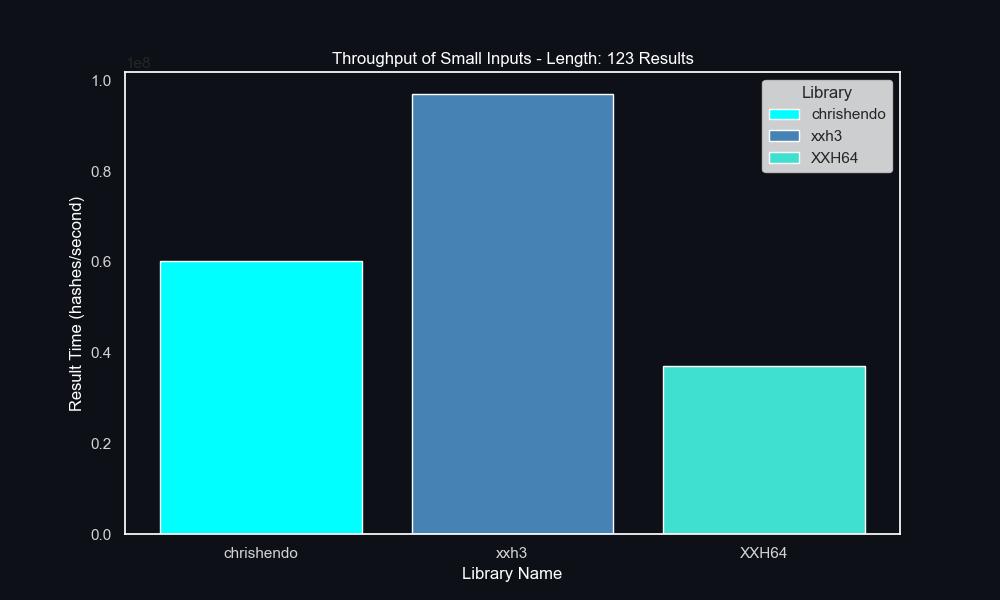 Throughput of Small Inputs - Length: 123 Results
1e8
1.0
0.8
0.6
0.4
0.2
0.0
Result Time (hashes/second)
Library
chrishendo
xxh3
XXH64
chrishendo xxh3 XXH64
Library Name